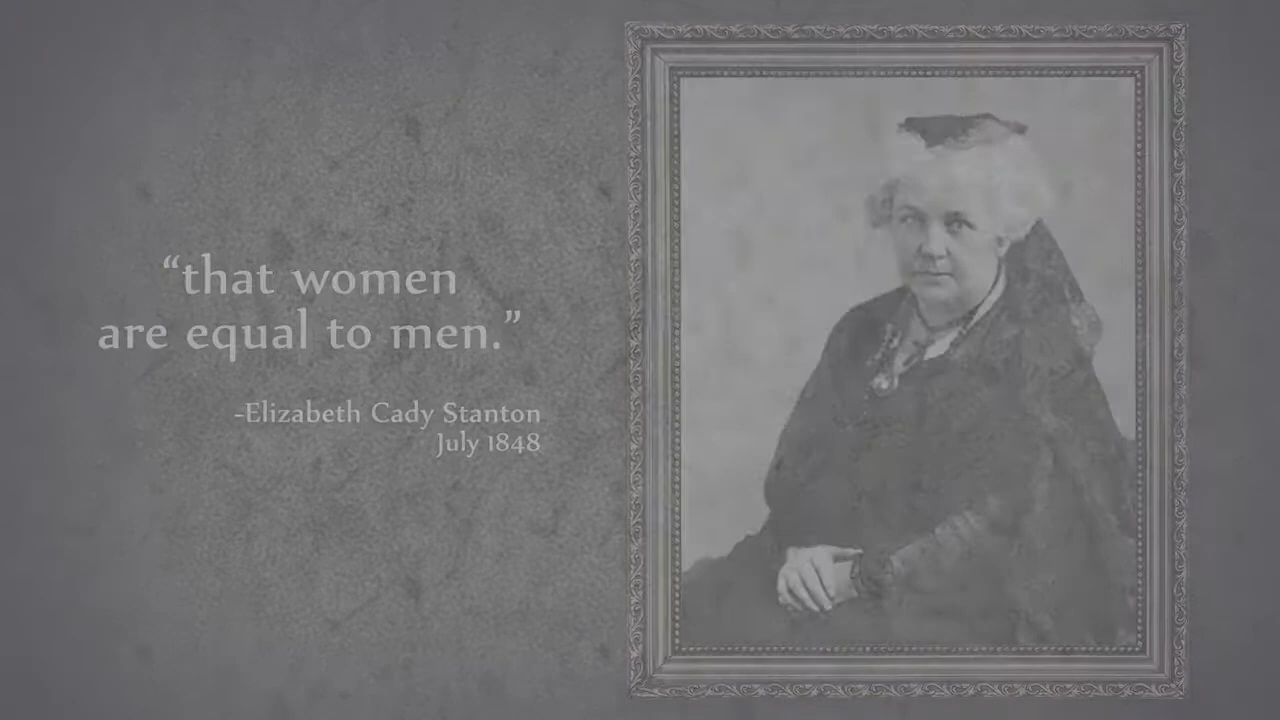 “that women
are equal to men.”
-Elizabeth Cady Stanton
July 1848